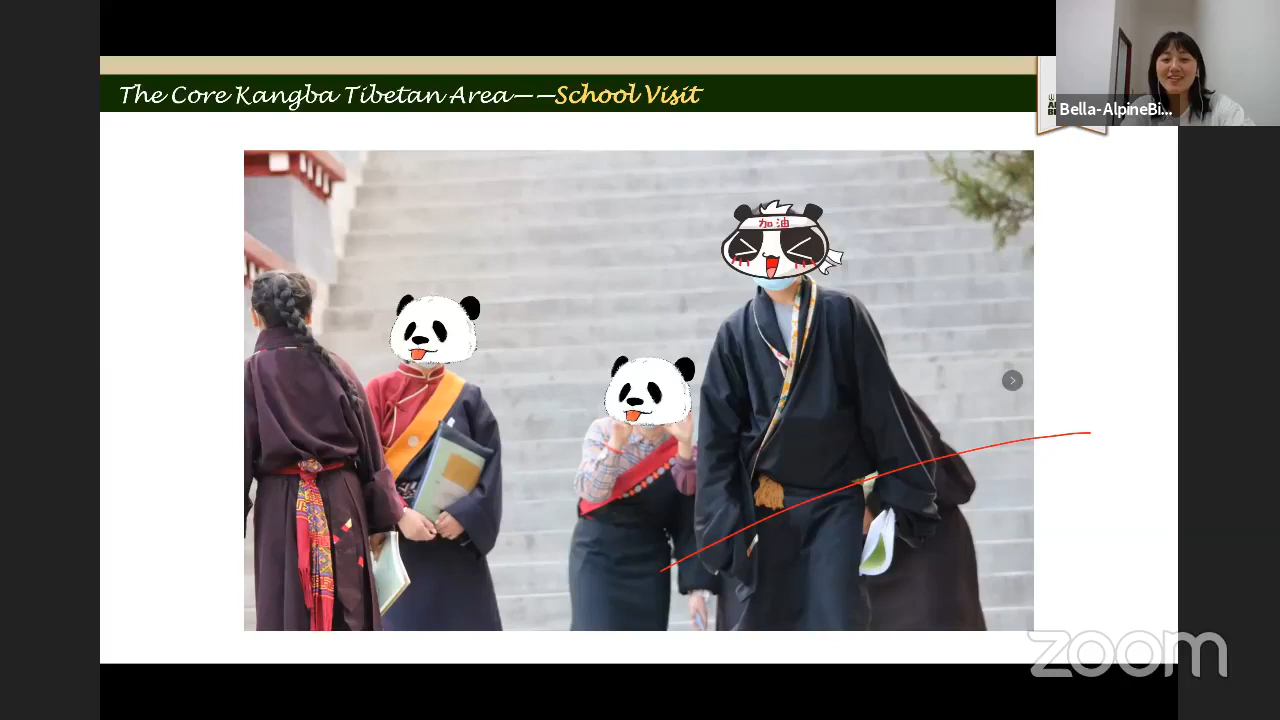 The Core Kangba Tibetan Area——School Visit
Bella-AlpineBi...
加油
zoom